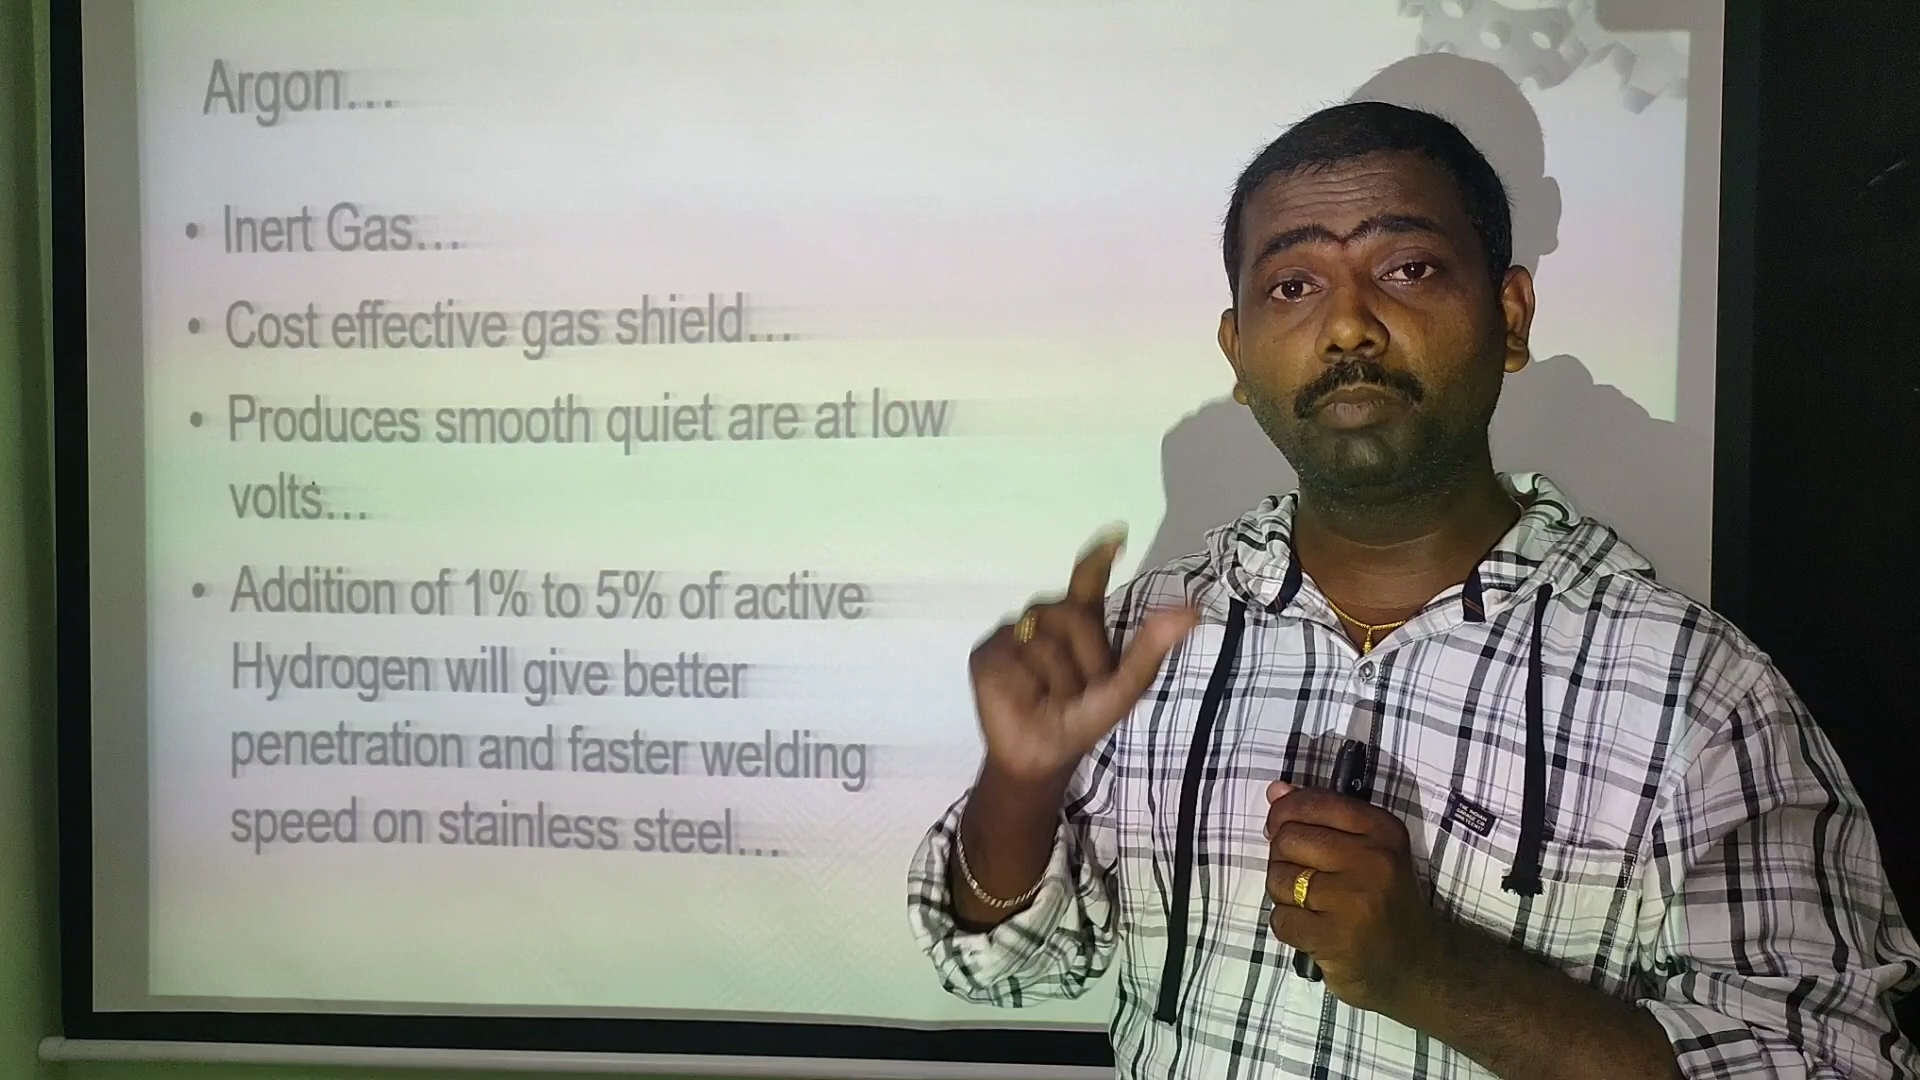 Argon...
• Inert Gas...
• Cost effective gas shield...
• Produces smooth quiet are at low
volts...
• Addition of 1% to 5% of active
Hydrogen will give better
penetration and faster welding
speed on stainless steel...